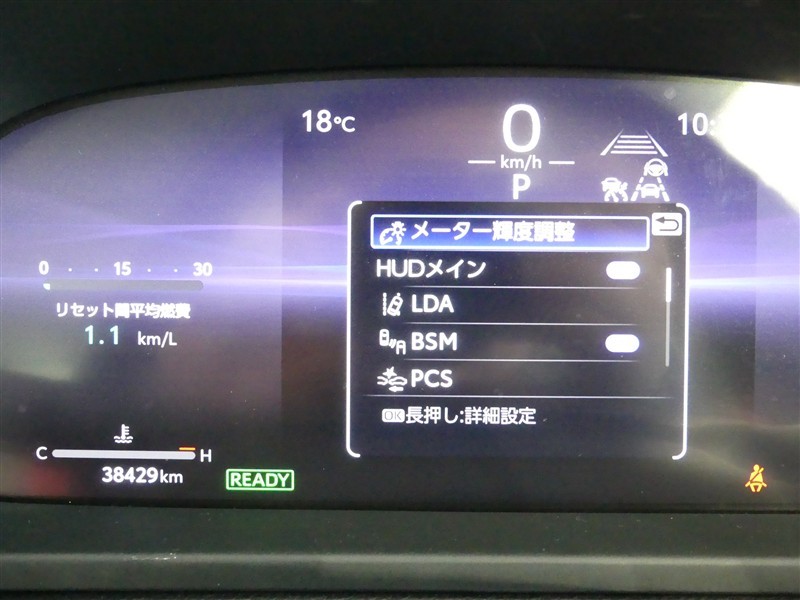 18℃
0
km/h
P
10:
メーター輝度調整
HUDメイン
LDA
BSM
PCS
OK長押し:詳細設定
0 15 30
リセット間平均燃費
1.1 km/L
C H
38429km
READY